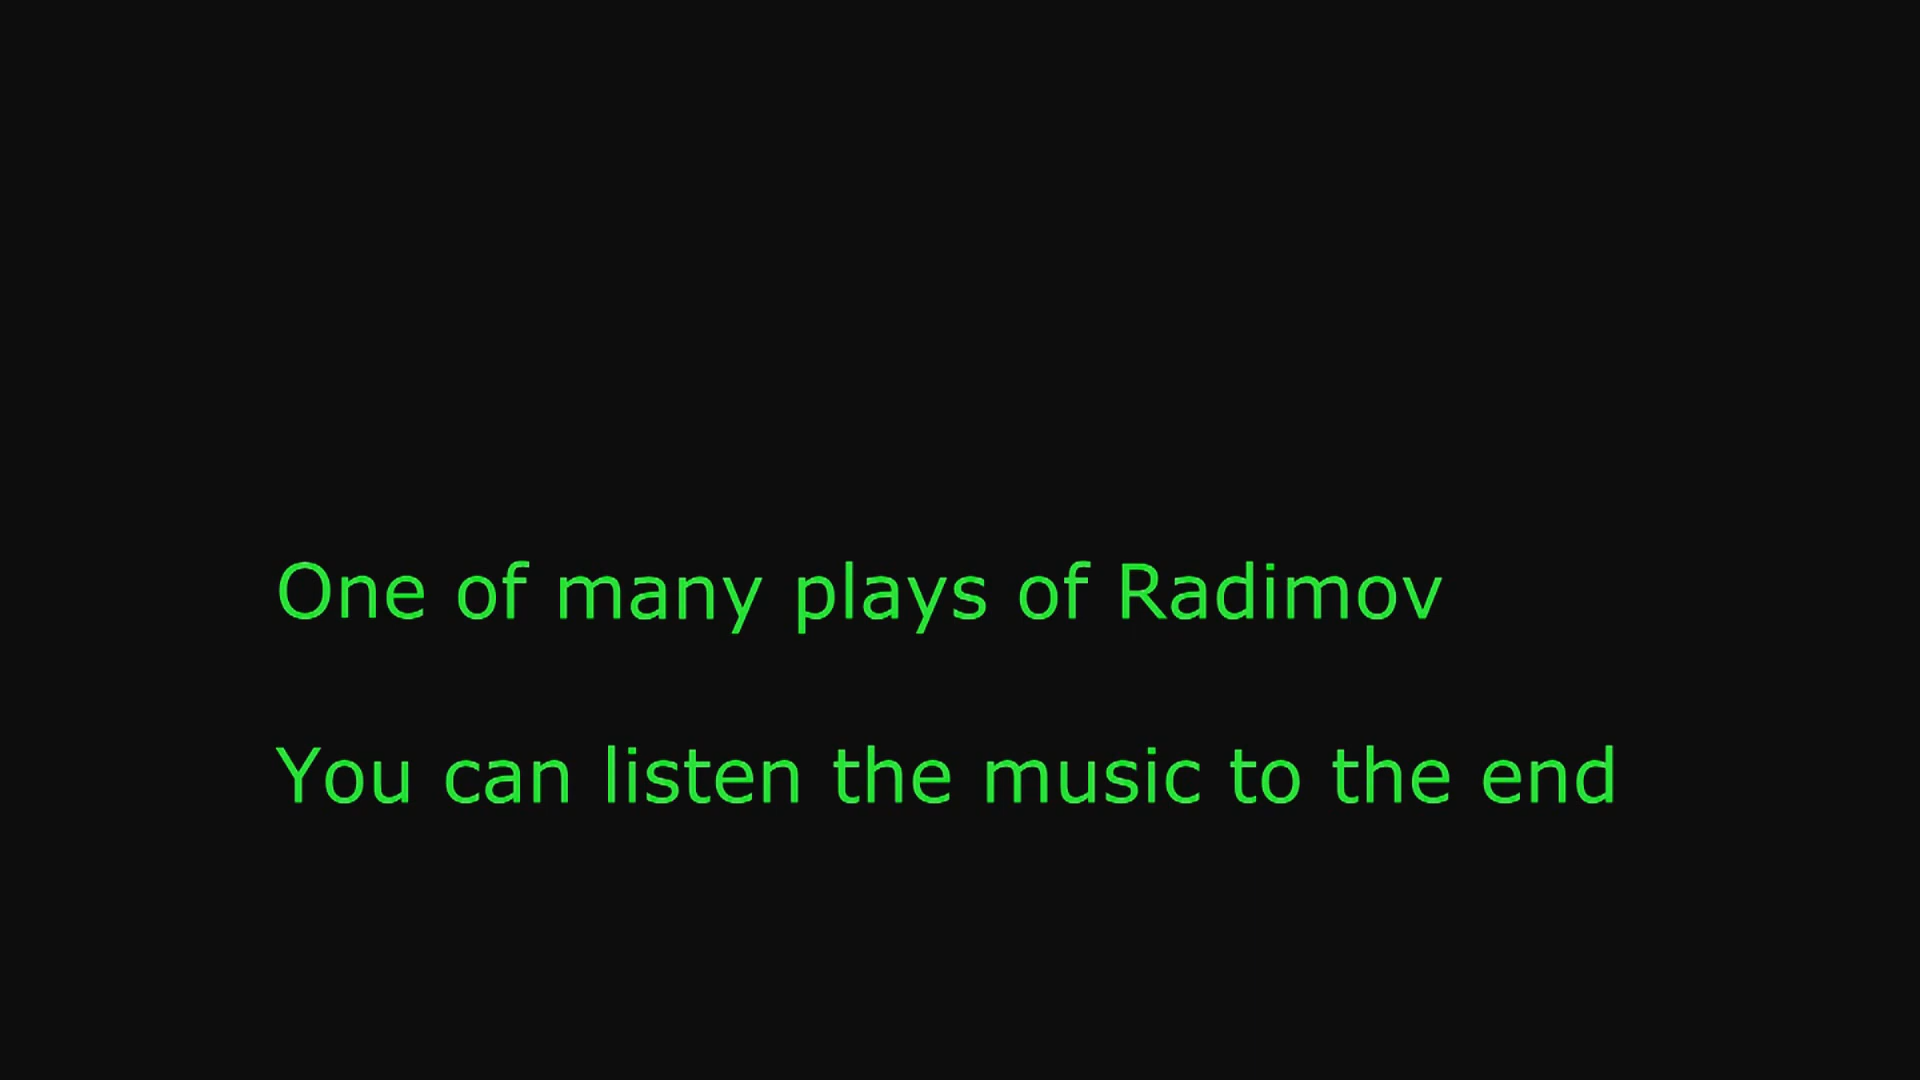 One of many plays of Radimov
You can listen the music to the end